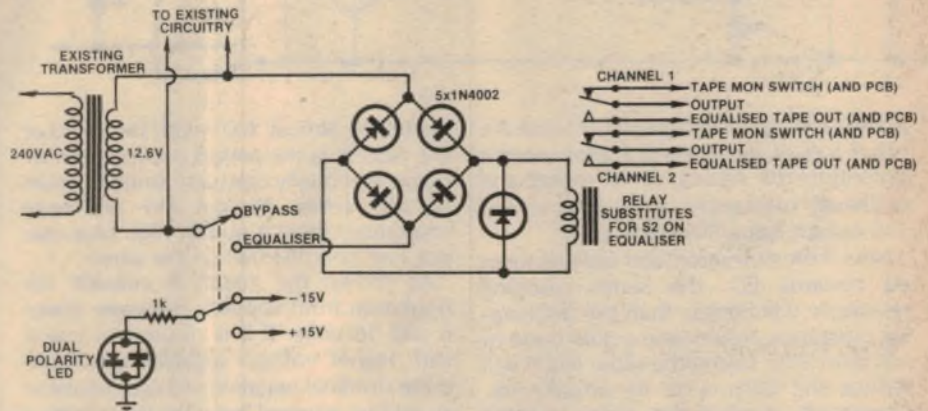 TO EXISTING
CIRCUITRY
EXISTING
TRANSFORMER
240VAC
12.6V
5x1N4002
BYPASS
EQUALISER
1k
-15V
+15V
DUAL
POLARITY
LED
CHANNEL 1
TAPE MON SWITCH (AND PCB)
OUTPUT
EQUALISED TAPE OUT (AND PCB)
TAPE MON SWITCH (AND PCB)
OUTPUT
EQUALISED TAPE OUT (AND PCB)
CHANNEL 2
RELAY
SUBSTITUTES
FOR S2 ON
EQUALISER